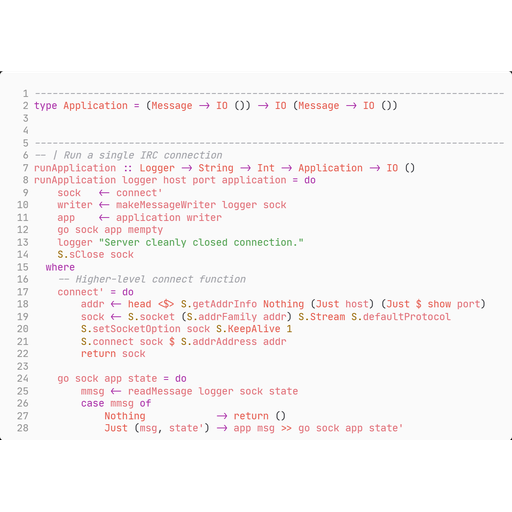 1 --------------------------------------------------------------------------------
2 type Application = (Message -> IO ()) -> IO (Message -> IO ())
3
4
5 --------------------------------------------------------------------------------
6 -- | Run a single IRC connection
7 runApplication :: Logger -> String -> Int -> Application -> IO ()
8 runApplication logger host port application = do
9     sock   <- connect'
10     writer <- makeMessageWriter logger sock
11     app    <- application writer
12     go sock app mempty
13     logger "Server cleanly closed connection."
14     S.sClose sock
15   where
16     -- Higher-level connect function
17     connect' = do
18         addr <- head <$> S.getAddrInfo Nothing (Just host) (Just $ show port)
19         sock <- S.socket (S.addrFamily addr) S.Stream S.defaultProtocol
20         S.setSocketOption sock S.KeepAlive 1
21         S.connect sock $ S.addrAddress addr
22         return sock
23
24     go sock app state = do
25         mmsg <- readMessage logger sock state
26         case mmsg of
27             Nothing            -> return ()
28             Just (msg, state') -> app msg >> go sock app state'